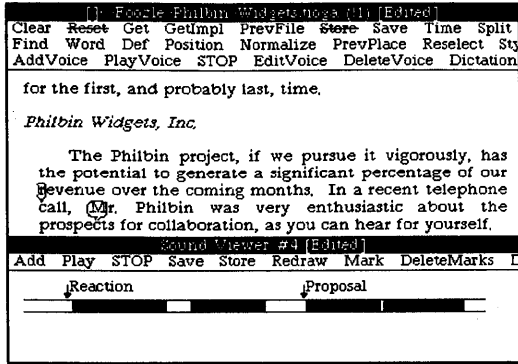 []: Foozle-Philbin Widgets.tioga (!1) [Edited]
Clear Reset Get GetImpl PrevFile Store Save Time Split
Find Word Def Position Normalize PrevPlace Reselect Sty
AddVoice PlayVoice STOP EditVoice DeleteVoice Dictation
for the first, and probably last, time.
Philbin Widgets, Inc.
The Philbin project, if we pursue it vigorously, has
the potential to generate a significant percentage of our
revenue over the coming months. In a recent telephone
call, Mr. Philbin was very enthusiastic about the
prospects for collaboration, as you can hear for yourself.
Sound Viewer #4 [Edited]
Add Play STOP Save Store Redraw Mark DeleteMarks D
Reaction Proposal